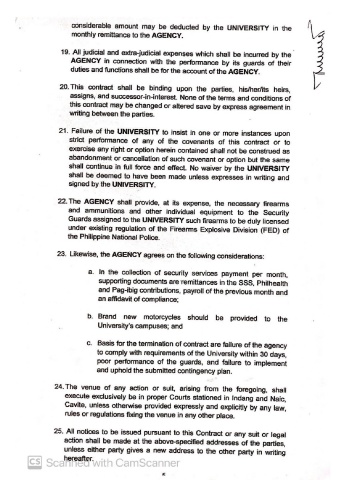 considerable amount may be deducted by the UNIVERSITY in the
monthly remittance to the AGENCY.
19. All judicial and extra-judicial expenses which shall be incurred by the
AGENCY in connection with the performance by its guards of their
duties and functions shall be for the account of the AGENCY.
20. This contract shall be binding upon the parties, his/her/its heirs,
assigns, and successor-in-interest. None of the terms and conditions of
this contract may be changed or altered save by express agreement in
writing between the parties.
21. Failure of the UNIVERSITY to insist in one or more instances upon
strict performance of any of the covenants of this contract or to
exercise any right or option herein contained shall not be construed as
abandonment or cancellation of such covenant or option but the same
shall continue in full force and effect. No waiver by the UNIVERSITY
shall be deemed to have been made unless expresses in writing and
signed by the UNIVERSITY.
22. The AGENCY shall provide, at its expense, the necessary firearms
and ammunitions and other individual equipment to the Security
Guards assigned to the UNIVERSITY such firearms to be duly licensed
under existing regulation of the Firearms Explosive Division (FED) of
the Philippine National Police.
23. Likewise, the AGENCY agrees on the following considerations:
a. In the collection of security services payment per month,
supporting documents are remittances in the SSS, Philhealth
and Pag-ibig contributions, payroll of the previous month and
an affidavit of compliance;
b. Brand new motorcycles should be provided to the
University's campuses; and
c. Basis for the termination of contract are failure of the agency
to comply with requirements of the University within 30 days,
poor performance of the guards, and failure to implement
and uphold the submitted contingency plan.
24. The venue of any action or suit, arising from the foregoing, shall
execute exclusively be in proper Courts stationed in Indang and Naic,
Cavite, unless otherwise provided expressly and explicitly by any law,
rules or regulations fixing the venue in any other place.
25. All notices to be issued pursuant to this Contract or any suit or legal
action shall be made at the above-specified addresses of the parties,
unless either party gives a new address to the other party in writing
hereafter.
CS Scanned with CamScanner